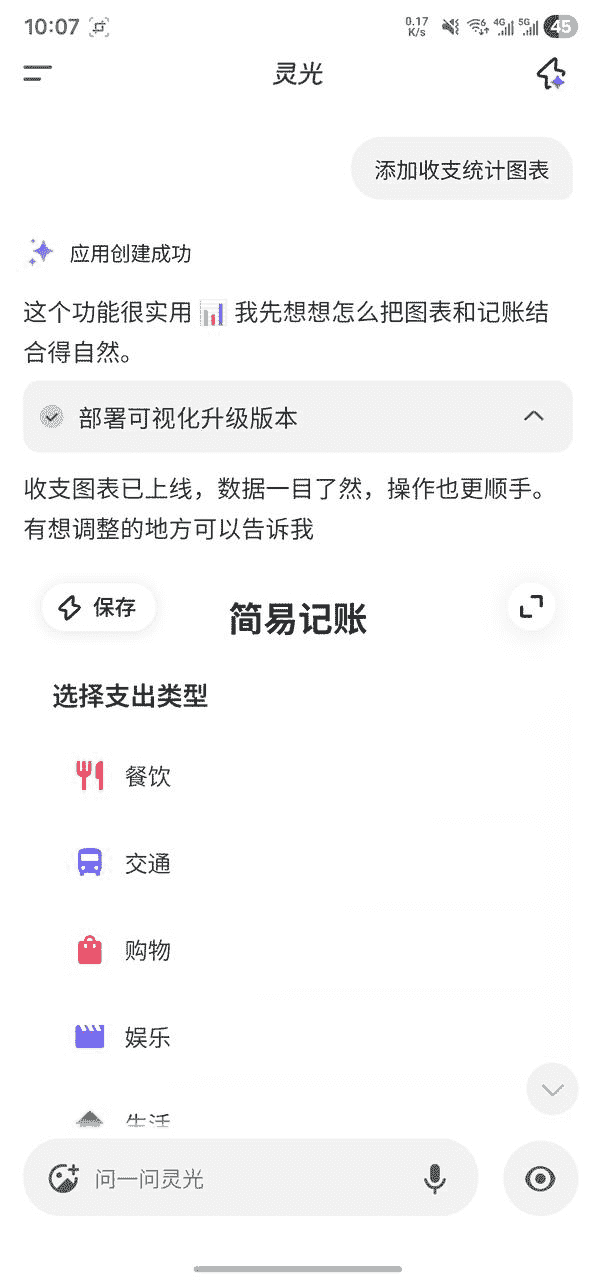 10:07
0.17
K/s
6
4G
5G
45
灵光
添加收支统计图表
应用创建成功
这个功能很实用 📊 我先想想怎么把图表和记账结
合得自然。
部署可视化升级版本
收支图表已上线，数据一目了然，操作也更顺手。
有想调整的地方可以告诉我
保存
简易记账
选择支出类型
餐饮
交通
购物
娱乐
生活
问一问灵光